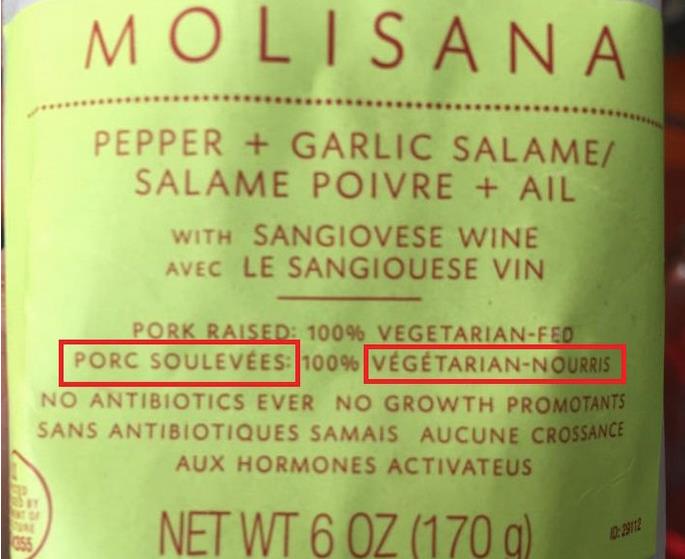 MOLISANA
PEPPER + GARLIC SALAME/
SALAME POIVRE + AIL
WITH SANGIOVESE WINE
AVEC LE SANGIOUESE VIN
PORK RAISED: 100% VEGETARIAN-FED
PORC SOULEVÉES: 100% VÉGÉTARIAN-NOURRIS
NO ANTIBIOTICS EVER NO GROWTH PROMOTANTS
SANS ANTIBIOTIQUES SAMAIS AUCUNE CROSSANCE
AUX HORMONES ACTIVATEUS
NET WT 6 OZ (170 g)
ID: 29112